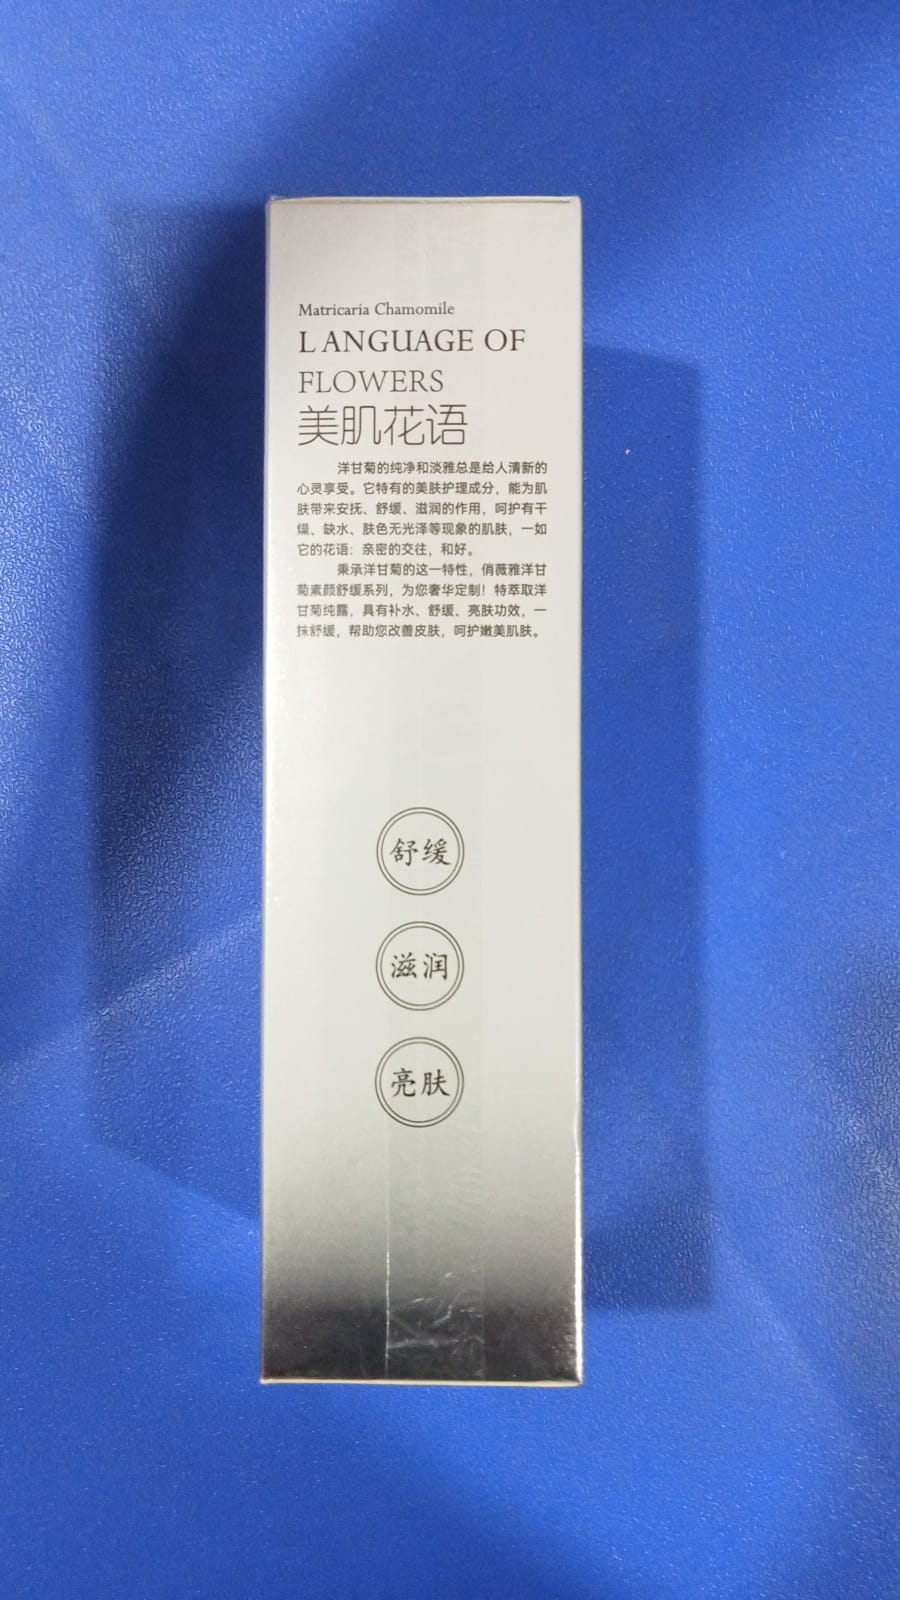 Matricaria Chamomile
LANGUAGE OF
FLOWERS
美肌花语
洋甘菊的纯净和淡雅总是给人清新的
心灵享受。它特有的美肤护理成分，能为肌
肤带来安抚、舒缓、滋润的作用，呵护有干
燥、缺水、肤色无光泽等现象的肌肤，一如
它的花语：亲密的交往，和好。
秉承洋甘菊的这一特性，俏薇雅洋甘
菊素颜舒缓系列，为您奢华定制！特萃取洋
甘菊纯露，具有补水、舒缓、亮肤功效，一
抹舒缓，帮助您改善皮肤，呵护嫩美肌肤。
舒缓
滋润
亮肤